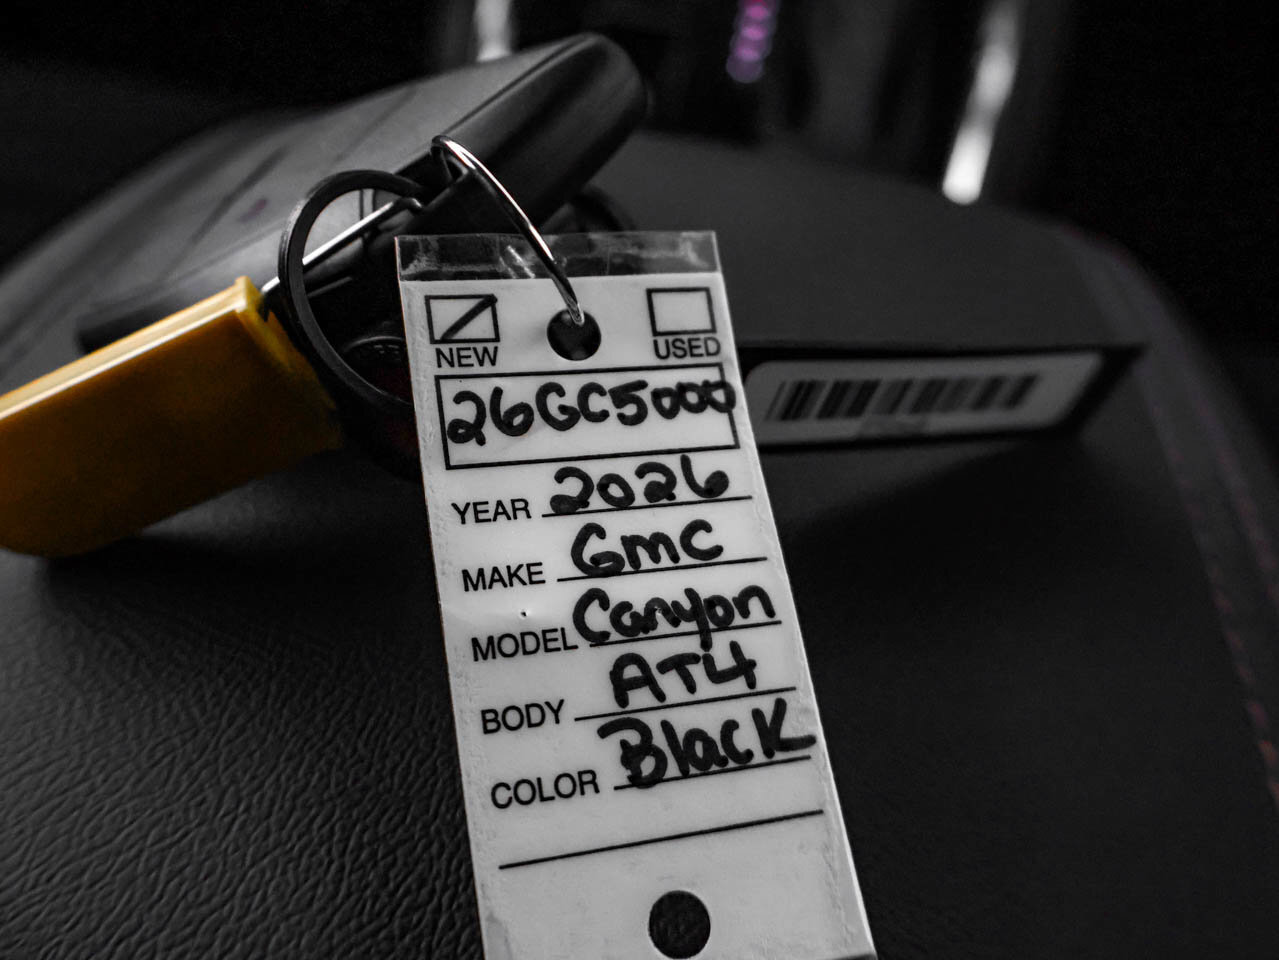 NEW USED
26GC5000
YEAR 2026
MAKE GMC
MODEL Canyon
BODY AT4
COLOR Black